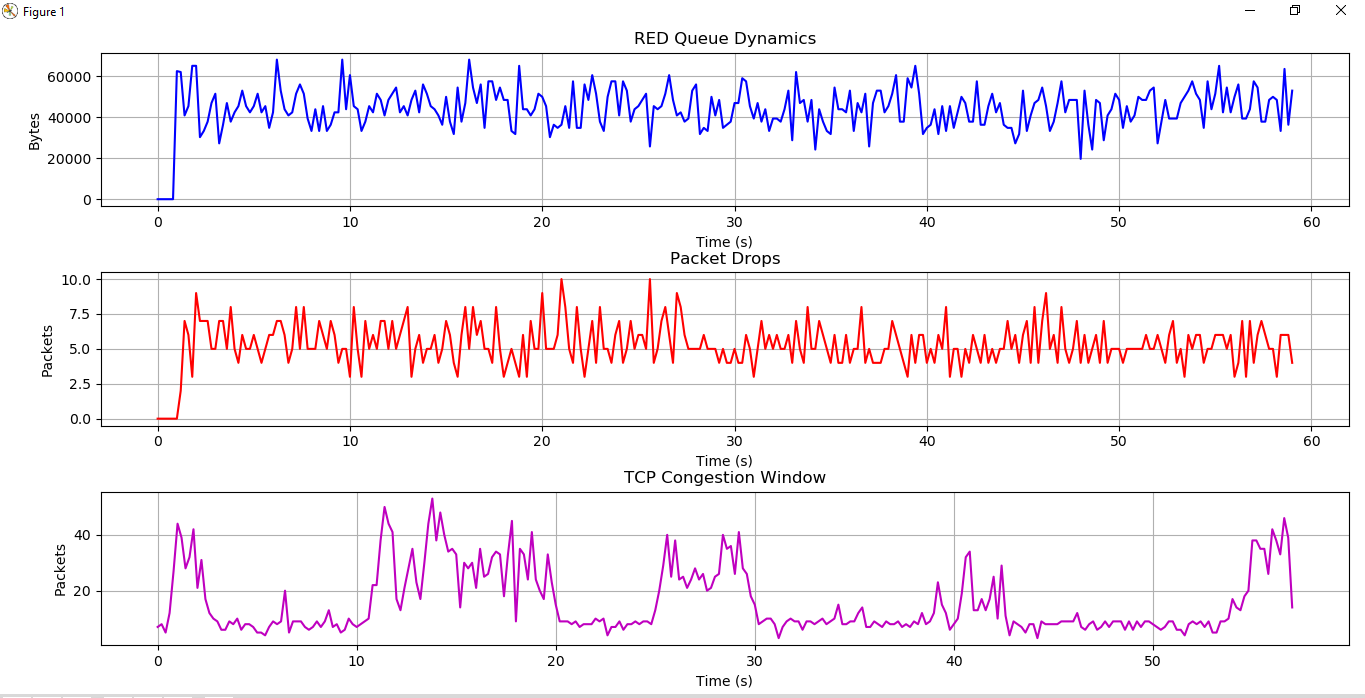 Figure 1
RED Queue Dynamics
60000
40000
20000
0
Bytes
0 10 20 30 40 50 60
Time (s)
Packet Drops
10.0
7.5
5.0
2.5
0.0
Packets
0 10 20 30 40 50 60
Time (s)
TCP Congestion Window
40
20
Packets
0 10 20 30 40 50
Time (s)